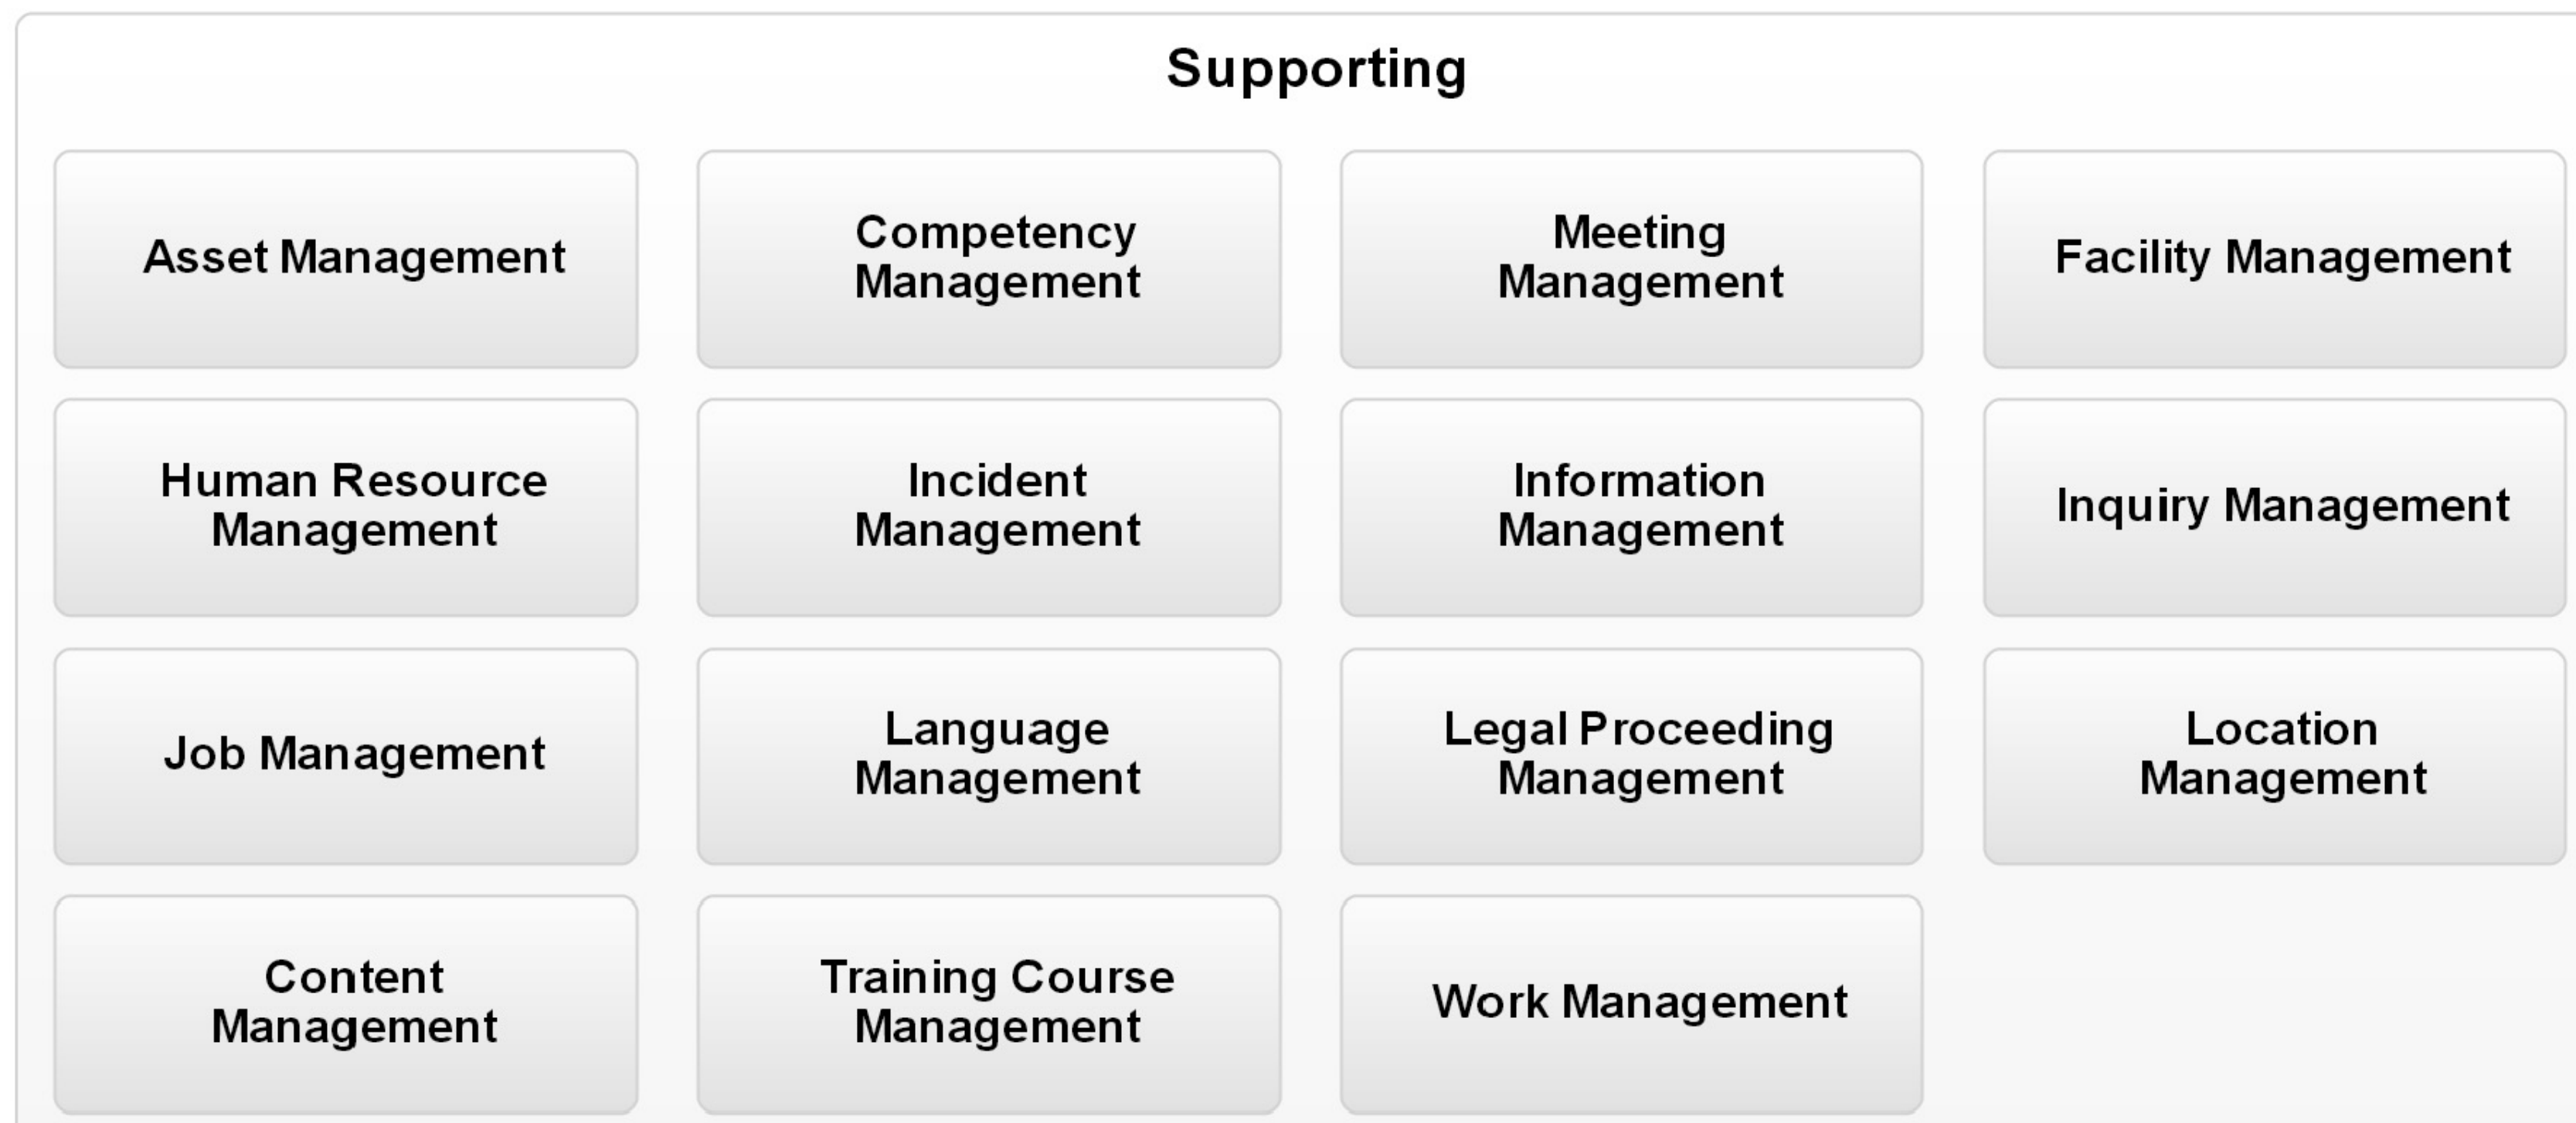 Supporting
Asset Management
Competency
Management
Meeting
Management
Facility Management
Human Resource
Management
Incident
Management
Information
Management
Inquiry Management
Job Management
Language
Management
Legal Proceeding
Management
Location
Management
Content
Management
Training Course
Management
Work Management